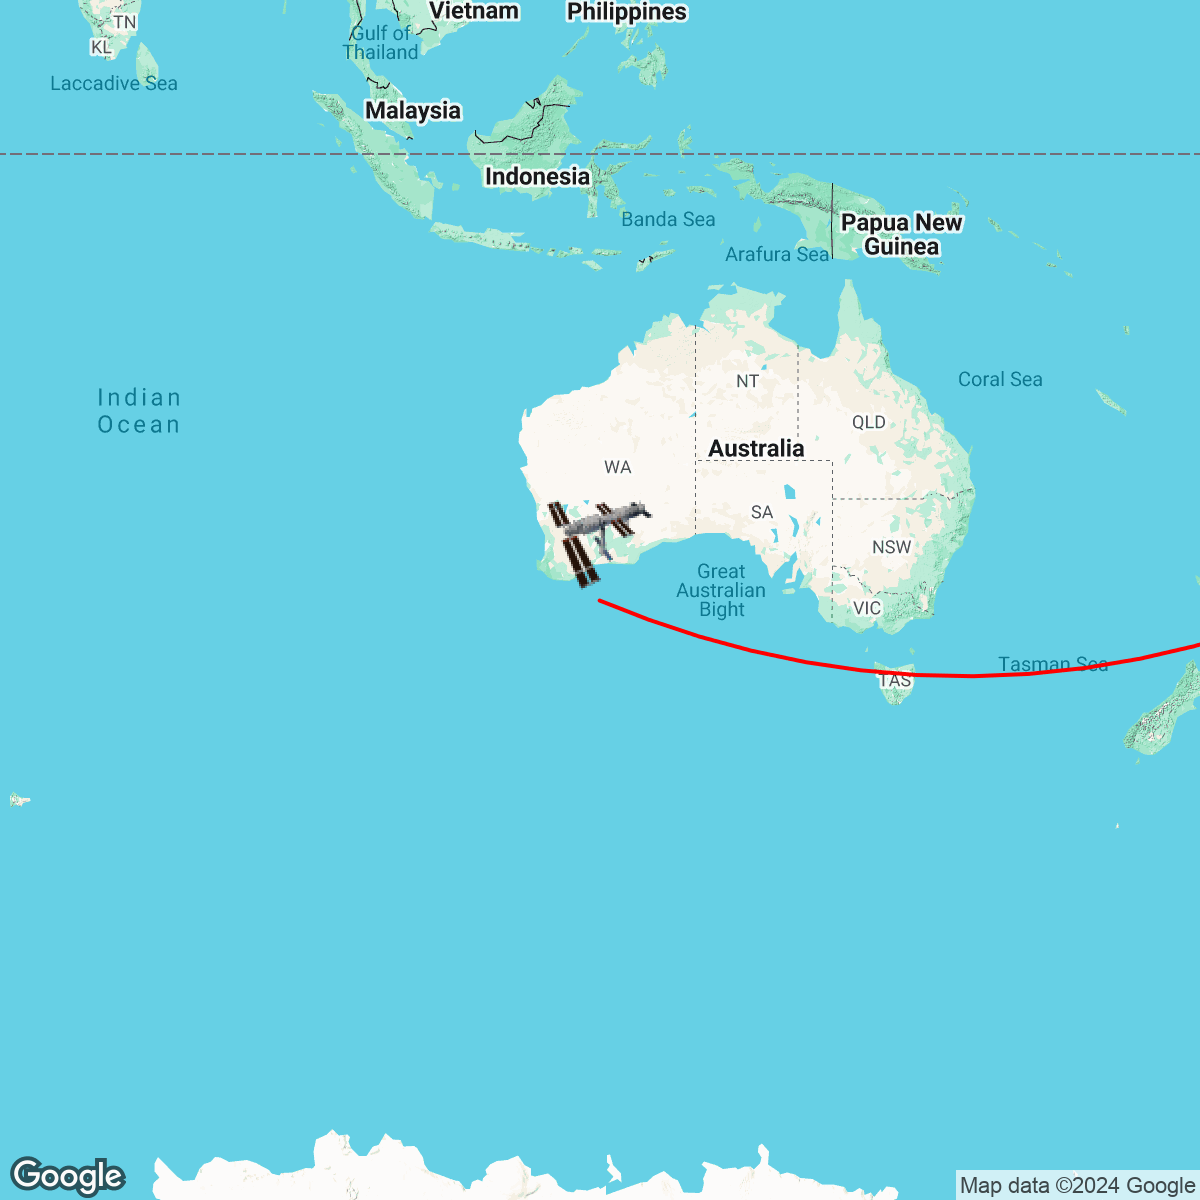 Vietnam
Philippines
TN
KL
Gulf of
Thailand
Laccadive Sea
Malaysia
Indonesia
Banda Sea
Papua New
Guinea
Arafura Sea
Indian
Ocean
NT
Coral Sea
QLD
Australia
WA
SA
NSW
Great
Australian
Bight
VIC
Tasman Sea
TAS
Google
Map data ©2024 Google